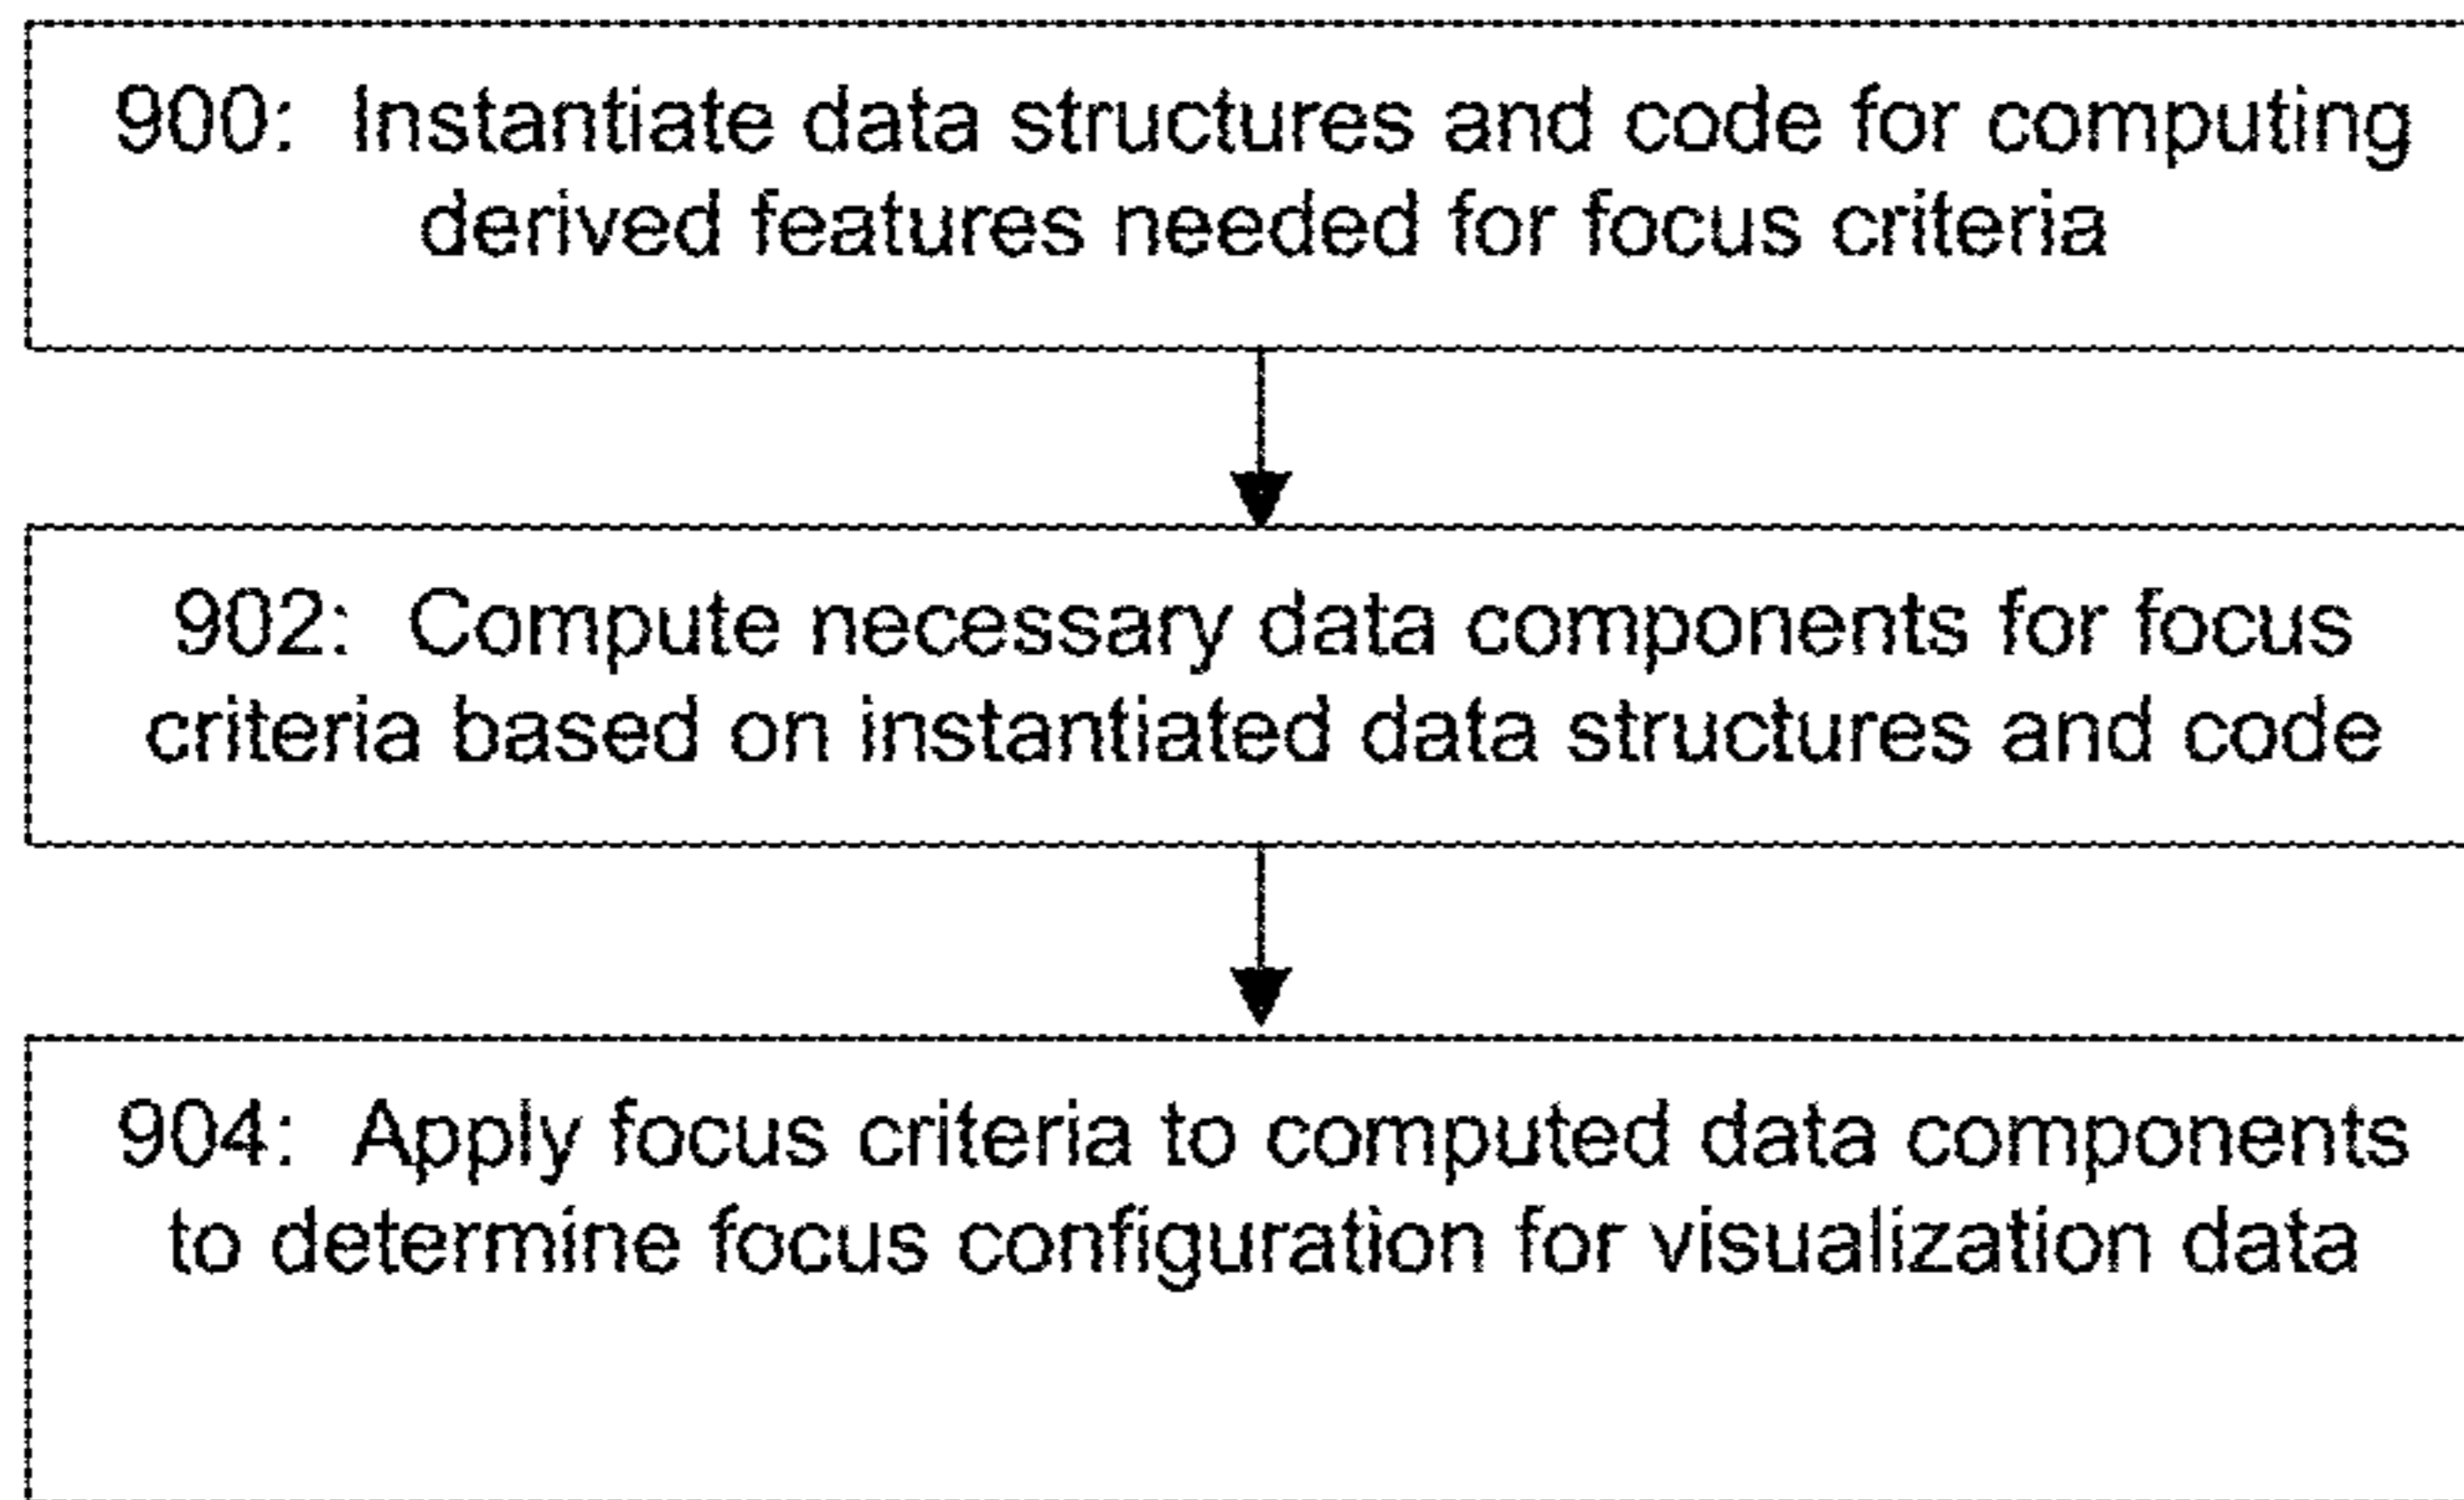 900: Instantiate data structures and code for computing
derived features needed for focus criteria
902: Compute necessary data components for focus
criteria based on instantiated data structures and code
904: Apply focus criteria to computed data components
to determine focus configuration for visualization data